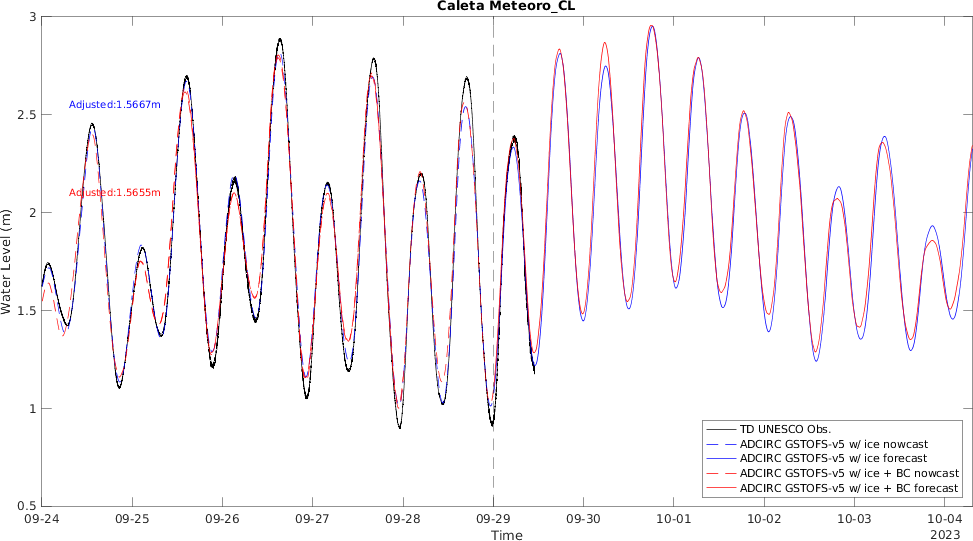 Caleta Meteoro_CL
3
2.5
2
1.5
1
0.5
Water Level (m)
Adjusted:1.5667m
Adjusted:1.5655m
TD UNESCO Obs.
ADCIRC GSTOFS-v5 w/ ice nowcast
ADCIRC GSTOFS-v5 w/ ice forecast
ADCIRC GSTOFS-v5 w/ ice + BC nowcast
ADCIRC GSTOFS-v5 w/ ice + BC forecast
09-24 09-25 09-26 09-27 09-28 09-29 09-30 10-01 10-02 10-03 10-04
Time
2023